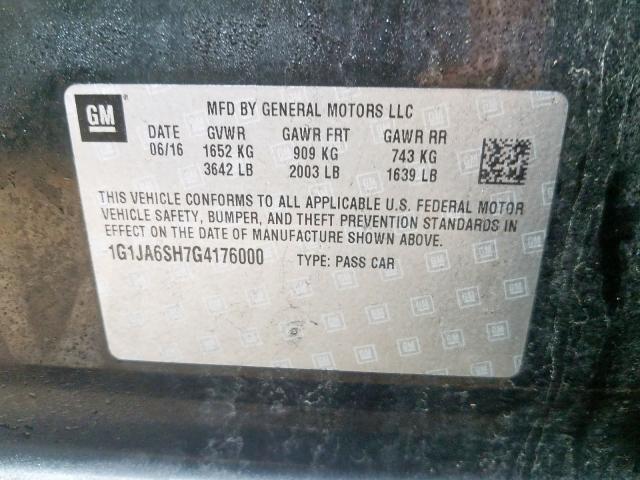 GM
MFD BY GENERAL MOTORS LLC
DATE GVWR GAWR FRT GAWR RR
06/16 1652 KG 909 KG 743 KG
3642 LB 2003 LB 1639 LB
THIS VEHICLE CONFORMS TO ALL APPLICABLE U.S. FEDERAL MOTOR
VEHICLE SAFETY, BUMPER, AND THEFT PREVENTION STANDARDS IN
EFFECT ON THE DATE OF MANUFACTURE SHOWN ABOVE.
1G1JA6SH7G4176000 TYPE: PASS CAR